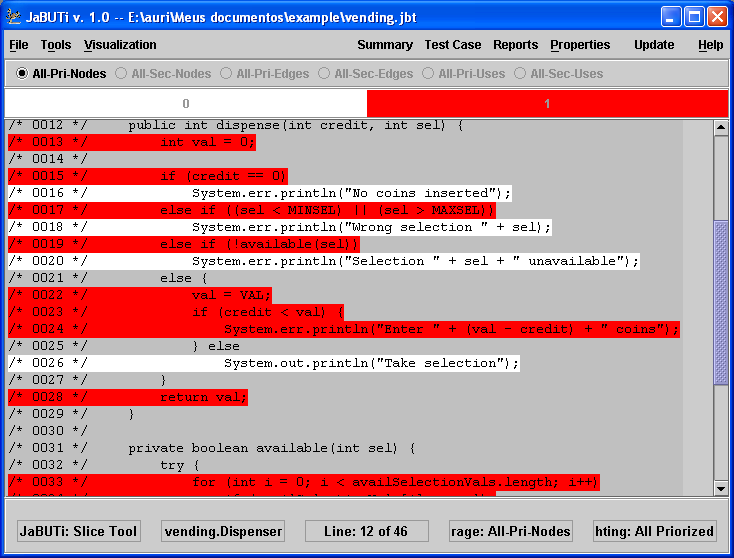 JaBUTi v. 1.0 -- E:\auri\Meus documentos\example\vending.jbt
File Tools Visualization Summary Test Case Reports Properties Update Help
All-Pri-Nodes All-Sec-Nodes All-Pri-Edges All-Sec-Edges All-Pri-Uses All-Sec-Uses
0 1
/* 0012 */ public int dispense(int credit, int sel) {
/* 0013 */ int val = 0;
/* 0014 */
/* 0015 */ if (credit == 0)
/* 0016 */ System.err.println("No coins inserted");
/* 0017 */ else if ((sel < MINSEL) || (sel > MAXSEL))
/* 0018 */ System.err.println("Wrong selection " + sel);
/* 0019 */ else if (!available(sel))
/* 0020 */ System.err.println("Selection " + sel + " unavailable");
/* 0021 */ else {
/* 0022 */ val = VAL;
/* 0023 */ if (credit < val) {
/* 0024 */ System.err.println("Enter " + (val - credit) + " coins");
/* 0025 */ } else
/* 0026 */ System.out.println("Take selection");
/* 0027 */ }
/* 0028 */ return val;
/* 0029 */ }
/* 0030 */
/* 0031 */ private boolean available(int sel) {
/* 0032 */ try {
/* 0033 */ for (int i = 0; i < availSelectionVals.length; i++)
JaBUTi: Slice Tool vending.Dispenser Line: 12 of 46 rage: All-Pri-Nodes hting: All Priorized